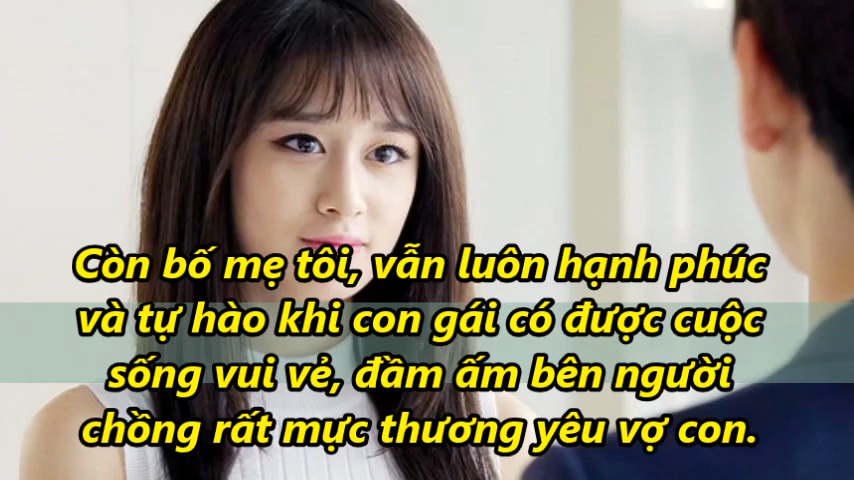 Còn bố mẹ tôi, vẫn luôn hạnh phúc
và tự hào khi con gái có được cuộc
sống vui vẻ, đầm ấm bên người
chồng rất mực thương yêu vợ con.